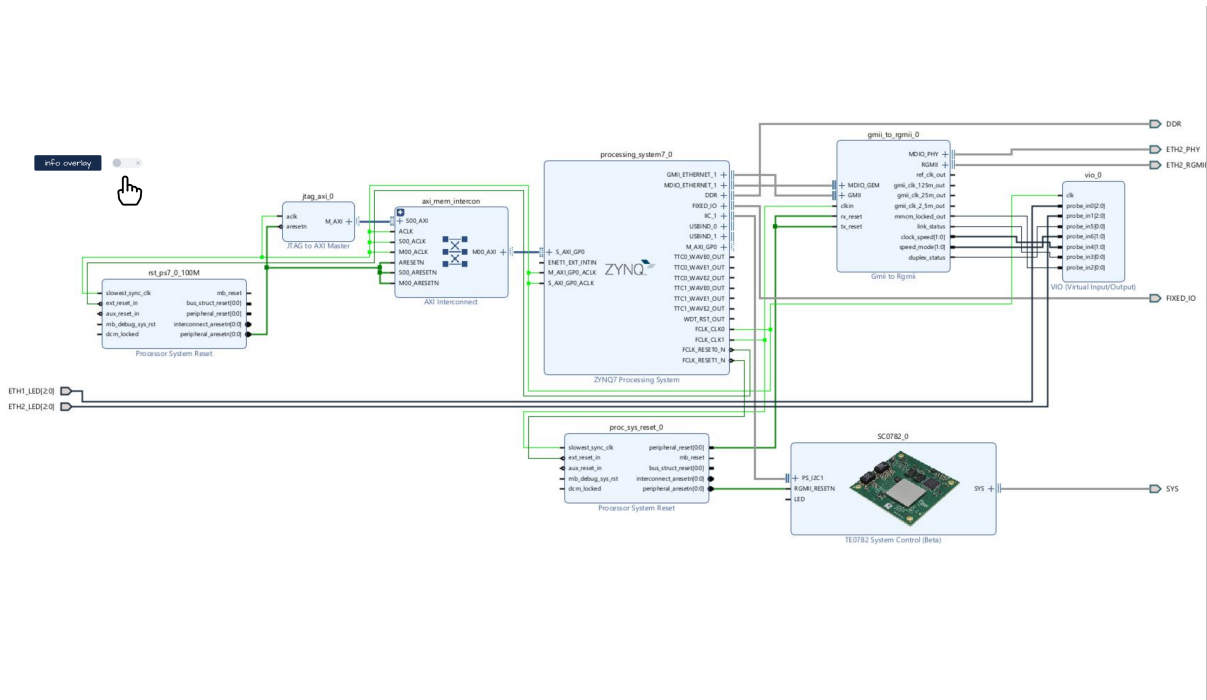 info overlay
DDR
ETH2_PHY
ETH2_RGMII
FIXED_IO
SYS
ETH1_LED[2:0]
ETH2_LED[2:0]
jtag_axi_0
aclk
aresetn
M_AXI
JTAG to AXI Master
axi_mem_intercon
S00_AXI
ACLK
S00_ACLK
M00_ACLK
ARESETN
S00_ARESETN
M00_ARESETN
M00_AXI
AXI Interconnect
rst_ps7_0_100M
slowest_sync_clk
ext_reset_in
aux_reset_in
mb_debug_sys_rst
dcm_locked
mb_reset
bus_struct_reset[0:0]
peripheral_reset[0:0]
interconnect_aresetn[0:0]
peripheral_aresetn[0:0]
Processor System Reset
processing_system7_0
S_AXI_GP0
ENET1_EXT_INTIN
M_AXI_GP0_ACLK
S_AXI_GP0_ACLK
ZYNQ
GMII_ETHERNET_1
MDIO_ETHERNET_1
DDR
FIXED_IO
IIC_1
USBIND_0
USBIND_1
M_AXI_GP0
TTC0_WAVE0_OUT
TTC0_WAVE1_OUT
TTC0_WAVE2_OUT
TTC1_WAVE0_OUT
TTC1_WAVE1_OUT
TTC1_WAVE2_OUT
WDT_RST_OUT
FCLK_CLK0
FCLK_CLK1
FCLK_RESET0_N
FCLK_RESET1_N
ZYNQ7 Processing System
gmii_to_rgmii_0
MDIO_GEM
GMII
clkin
rx_reset
tx_reset
MDIO_PHY
RGMII
ref_clk_out
gmii_clk_125m_out
gmii_clk_25m_out
gmii_clk_2_5m_out
mmcm_locked_out
link_status
clock_speed[1:0]
speed_mode[1:0]
duplex_status
Gmii to Rgmii
vio_0
clk
probe_in0[2:0]
probe_in1[2:0]
probe_in5[0:0]
probe_in6[1:0]
probe_in4[1:0]
probe_in3[0:0]
probe_in2[0:0]
VIO (Virtual Input/Output)
proc_sys_reset_0
slowest_sync_clk
ext_reset_in
aux_reset_in
mb_debug_sys_rst
dcm_locked
peripheral_reset[0:0]
mb_reset
bus_struct_reset[0:0]
interconnect_aresetn[0:0]
peripheral_aresetn[0:0]
Processor System Reset
SC0782_0
PS_I2C1
RGMII_RESETN
LED
SYS
TE0782 System Control (Beta)